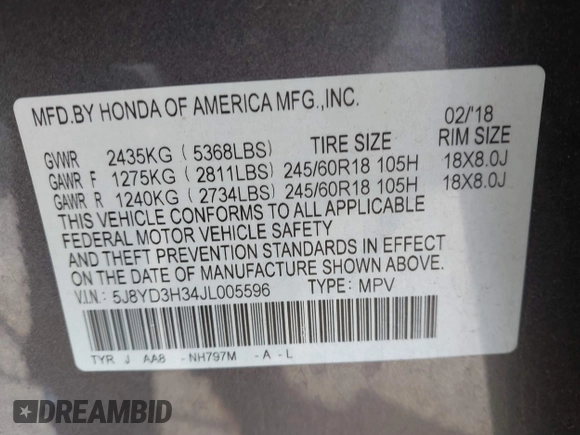 MFD.BY HONDA OF AMERICA MFG.,INC. 02/'18
GVWR 2435KG ( 5368LBS) TIRE SIZE RIM SIZE
GAWR F 1275KG ( 2811LBS) 245/60R18 105H 18X8.0J
GAWR R 1240KG ( 2734LBS) 245/60R18 105H 18X8.0J
THIS VEHICLE CONFORMS TO ALL APPLICABLE
FEDERAL MOTOR VEHICLE SAFETY
AND THEFT PREVENTION STANDARDS IN EFFECT
ON THE DATE OF MANUFACTURE SHOWN ABOVE.
V.I.N: 5J8YD3H34JL005596 TYPE: MPV
TYR J AA8 - NH797M - A - L
DREAMBID